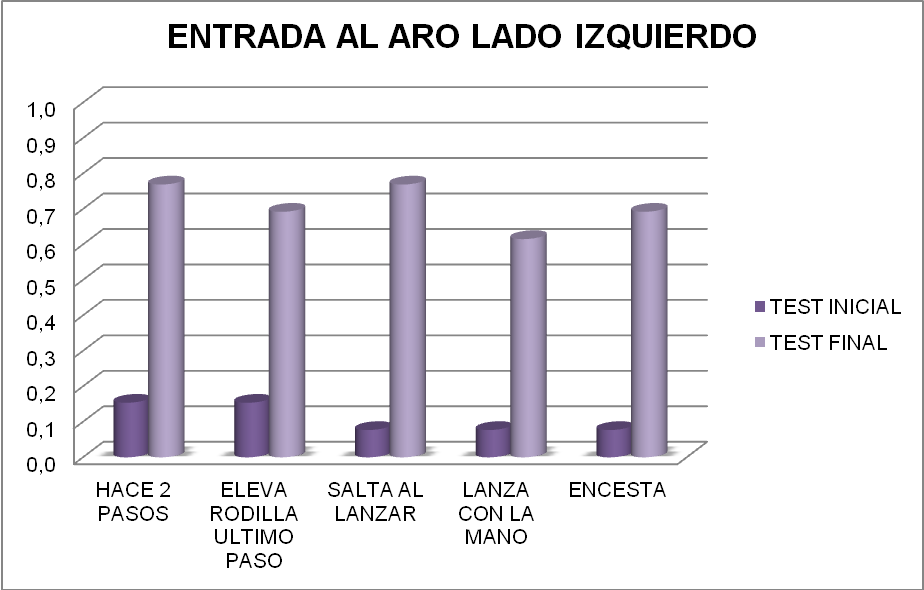 ENTRADA AL ARO LADO IZQUIERDO
1,0
0,9
0,8
0,7
0,6
0,5
0,4
0,3
0,2
0,1
0,0
HACE 2
PASOS
ELEVA
RODILLA
ULTIMO
PASO
SALTA AL
LANZAR
LANZA
CON LA
MANO
ENCESTA
TEST INICIAL
TEST FINAL